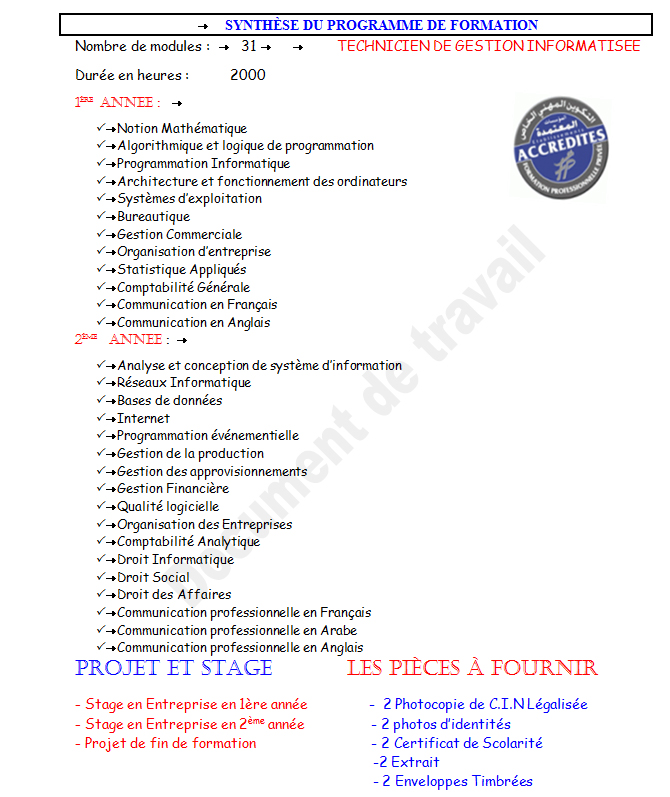 SYNTHÈSE DU PROGRAMME DE FORMATION
Nombre de modules : 31 TECHNICIEN DE GESTION INFORMATISEE
Durée en heures : 2000
1ÈRE ANNEE :
Notion Mathématique
Algorithmique et logique de programmation
Programmation Informatique
Architecture et fonctionnement des ordinateurs
Systèmes d’exploitation
Bureautique
Gestion Commerciale
Organisation d’entreprise
Statistique Appliqués
Comptabilité Générale
Communication en Français
Communication en Anglais
ACCREDITES
FORMATION PROFESSIONNELLE PRIVÉE
2ÈME ANNEE :
Analyse et conception de système d’information
Réseaux Informatique
Bases de données
Internet
Programmation événementielle
Gestion de la production
Gestion des approvisionnements
Gestion Financière
Qualité logicielle
Organisation des Entreprises
Comptabilité Analytique
Droit Informatique
Droit Social
Droit des Affaires
Communication professionnelle en Français
Communication professionnelle en Arabe
Communication professionnelle en Anglais
Document de travail
PROJET ET STAGE
- Stage en Entreprise en 1ère année
- Stage en Entreprise en 2ème année
- Projet de fin de formation
LES PIÈCES À FOURNIR
- 2 Photocopie de C.I.N Légalisée
- 2 photos d’identités
- 2 Certificat de Scolarité
-2 Extrait
- 2 Enveloppes Timbrées